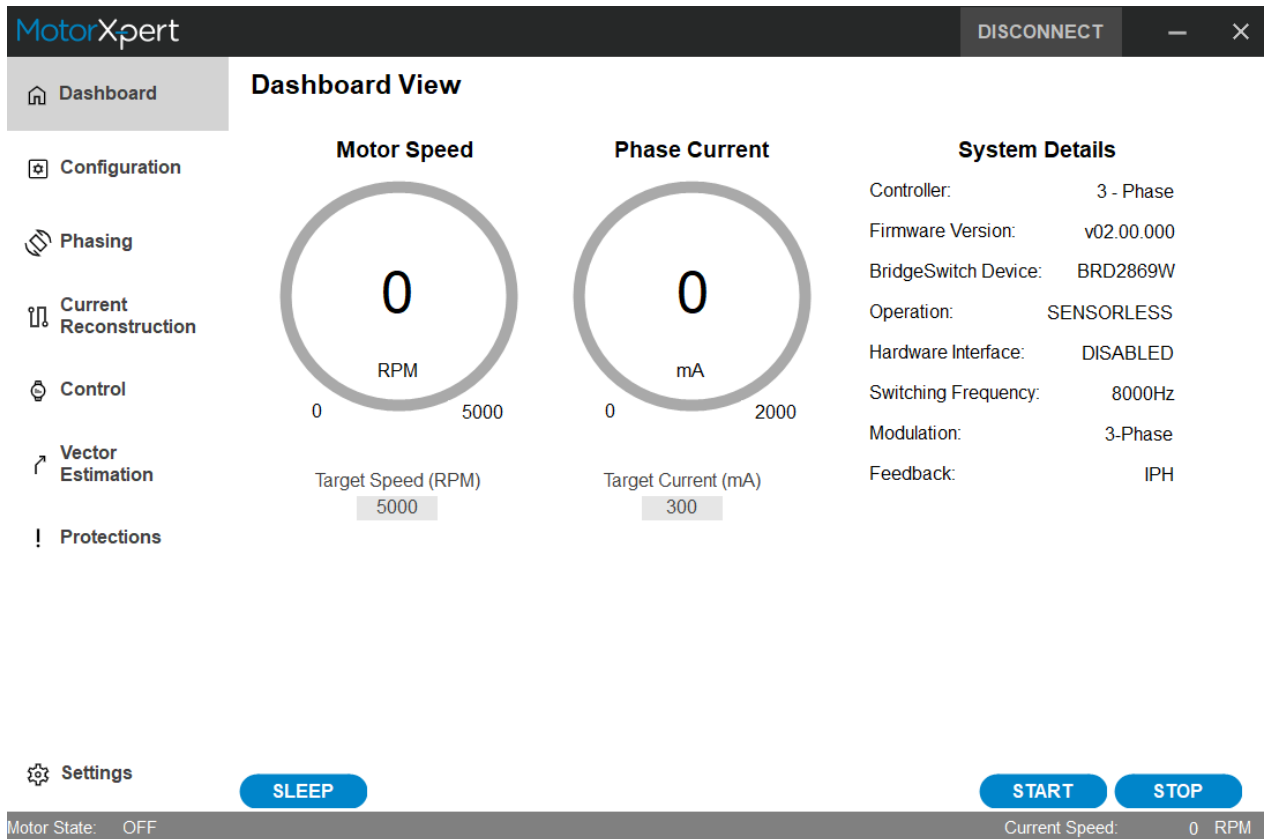 MotorXpert
DISCONNECT
Dashboard
Configuration
Phasing
Current
Reconstruction
Control
Vector
Estimation
! Protections
Settings
Dashboard View
Motor Speed
0
RPM
0 5000
Target Speed (RPM)
5000
Phase Current
0
mA
0 2000
Target Current (mA)
300
System Details
Controller: 3 - Phase
Firmware Version: v02.00.000
BridgeSwitch Device: BRD2869W
Operation: SENSORLESS
Hardware Interface: DISABLED
Switching Frequency: 8000Hz
Modulation: 3-Phase
Feedback: IPH
SLEEP
START
STOP
Motor State: OFF
Current Speed: 0 RPM